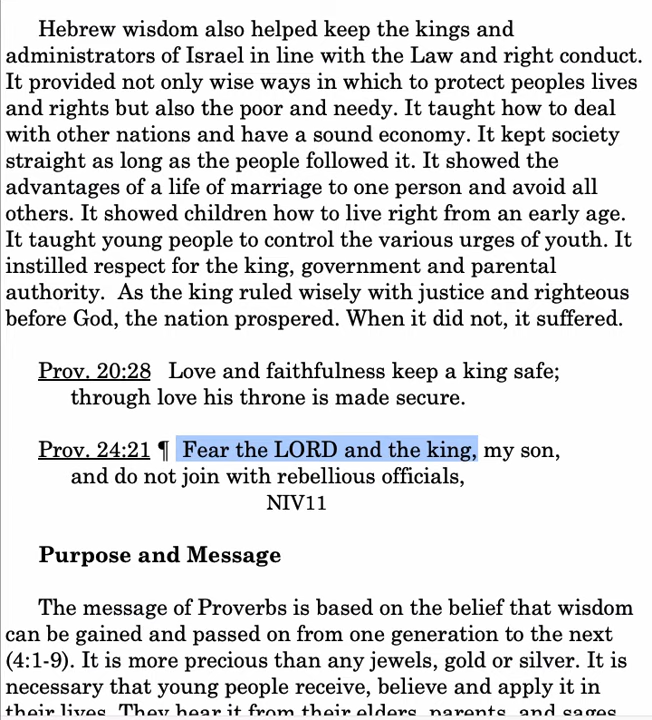 Hebrew wisdom also helped keep the kings and
administrators of Israel in line with the Law and right conduct.
It provided not only wise ways in which to protect peoples lives
and rights but also the poor and needy. It taught how to deal
with other nations and have a sound economy. It kept society
straight as long as the people followed it. It showed the
advantages of a life of marriage to one person and avoid all
others. It showed children how to live right from an early age.
It taught young people to control the various urges of youth. It
instilled respect for the king, government and parental
authority.  As the king ruled wisely with justice and righteous
before God, the nation prospered. When it did not, it suffered.
Prov. 20:28   Love and faithfulness keep a king safe;
through love his throne is made secure.
Prov. 24:21 ¶  Fear the LORD and the king, my son,
and do not join with rebellious officials,
NIV11
Purpose and Message
The message of Proverbs is based on the belief that wisdom
can be gained and passed on from one generation to the next
(4:1-9). It is more precious than any jewels, gold or silver. It is
necessary that young people receive, believe and apply it in
their lives. They hear it from their elders, parents, and sages